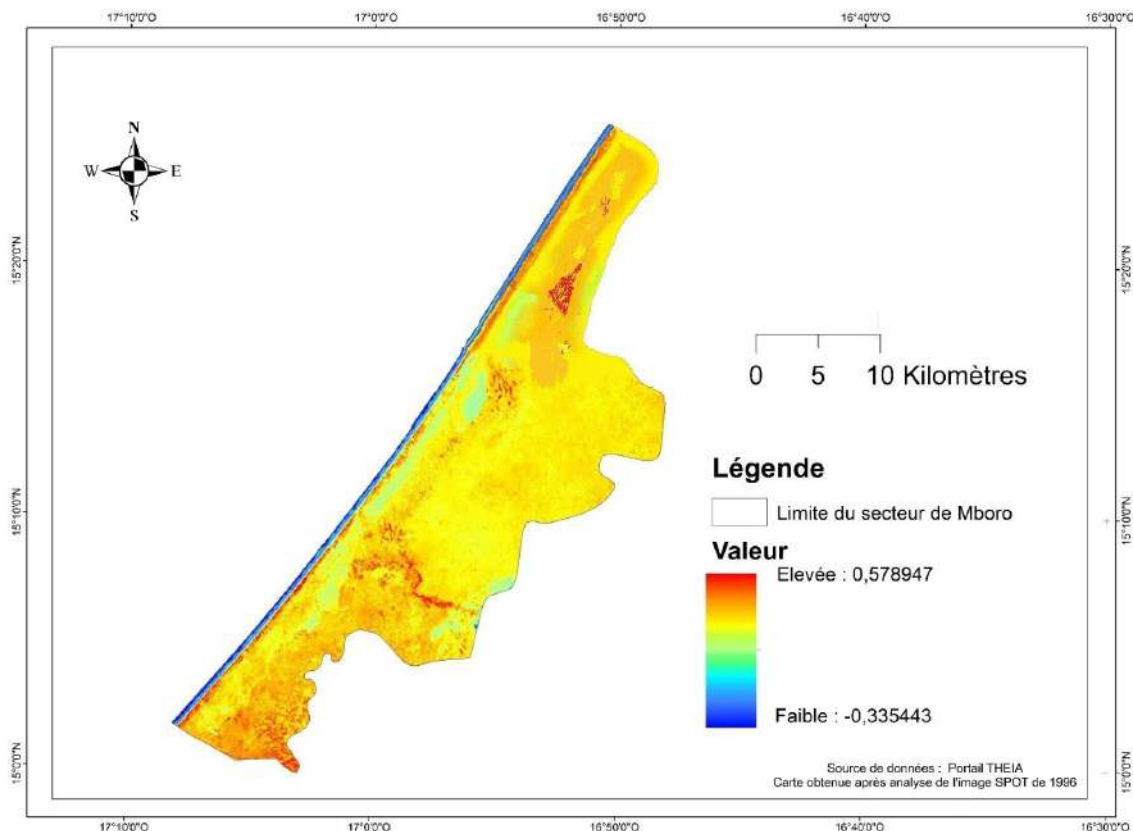 17°10'0"O 17°0'0"O 16°50'0"O 16°40'0"O 16°30'0"O
N
W E
S
15°20'0"N 15°20'0"N
0 5 10 Kilomètres
Légende
Limite du secteur de Mboro
15°10'0"N 15°10'0"N
Valeur
Elevée : 0,578947
Faible : -0,335443
15°0'0"N 15°0'0"N
Source de données : Portail THEIA
Carte obtenue après analyse de l'image SPOT de 1996
17°10'0"O 17°0'0"O 16°50'0"O 16°40'0"O 16°30'0"O